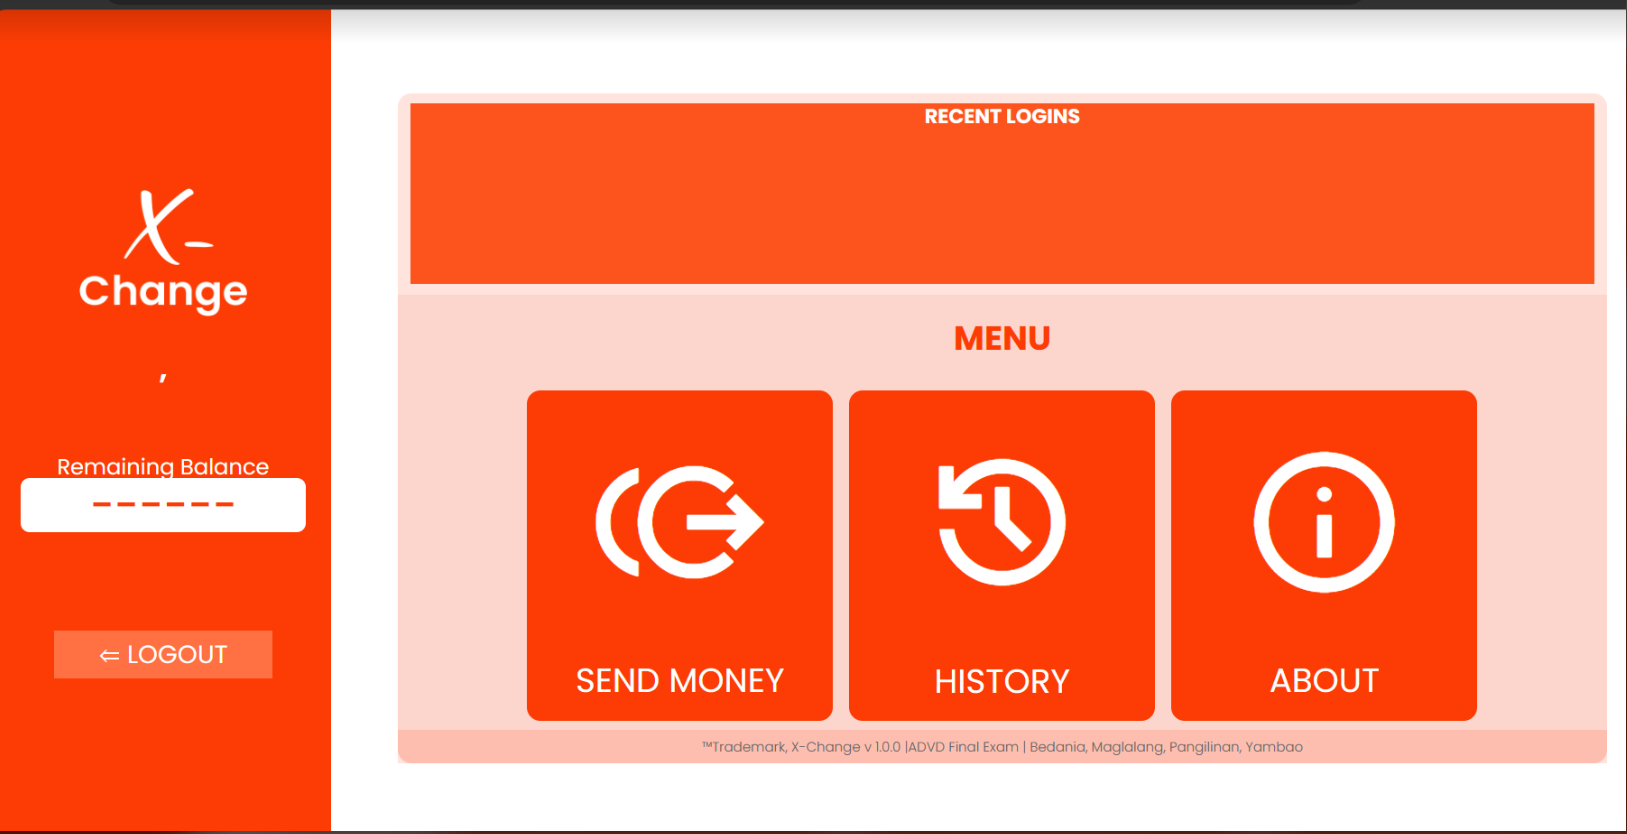 X-
Change
,
Remaining Balance
------
⇐ LOGOUT
RECENT LOGINS
MENU
SEND MONEY
HISTORY
ABOUT
™Trademark, X-Change v 1.0.0 |ADVD Final Exam | Bedania, Maglalang, Pangilinan, Yambao